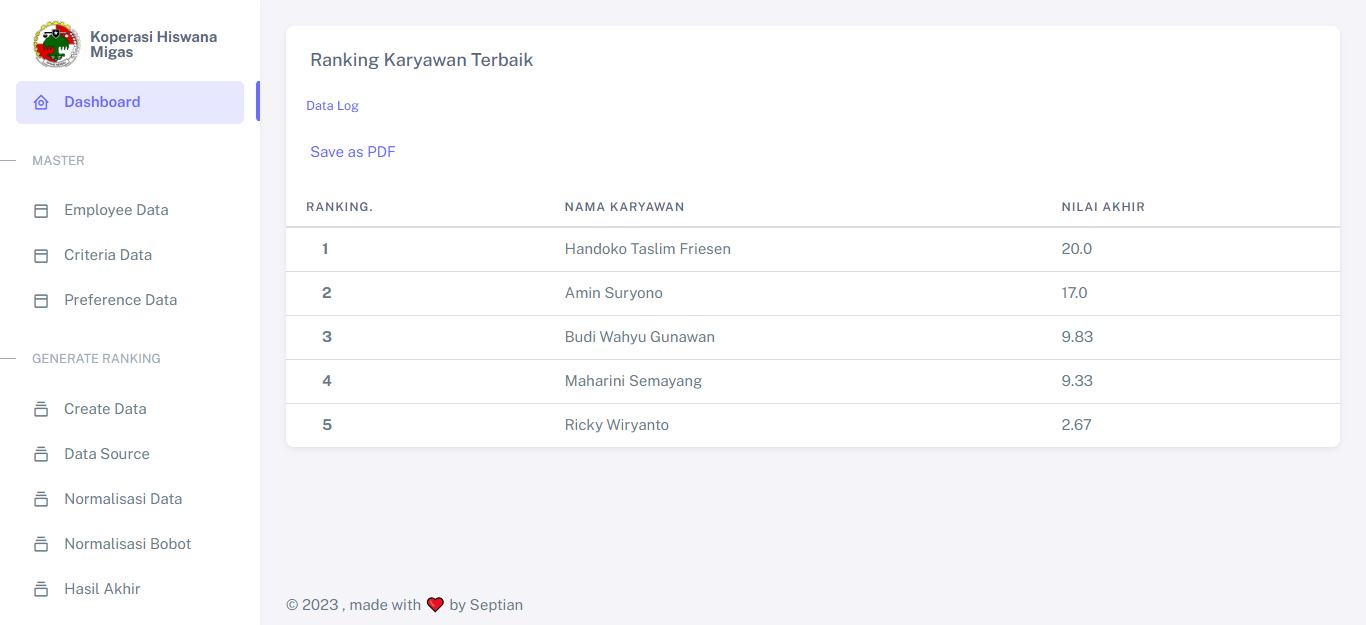 Koperasi Hiswana
Migas
Dashboard
MASTER
Employee Data
Criteria Data
Preference Data
GENERATE RANKING
Create Data
Data Source
Normalisasi Data
Normalisasi Bobot
Hasil Akhir
Ranking Karyawan Terbaik
Data Log
Save as PDF
RANKING. NAMA KARYAWAN NILAI AKHIR
1 Handoko Taslim Friesen 20.0
2 Amin Suryono 17.0
3 Budi Wahyu Gunawan 9.83
4 Maharini Semayang 9.33
5 Ricky Wiryanto 2.67
© 2023 , made with ❤️ by Septian